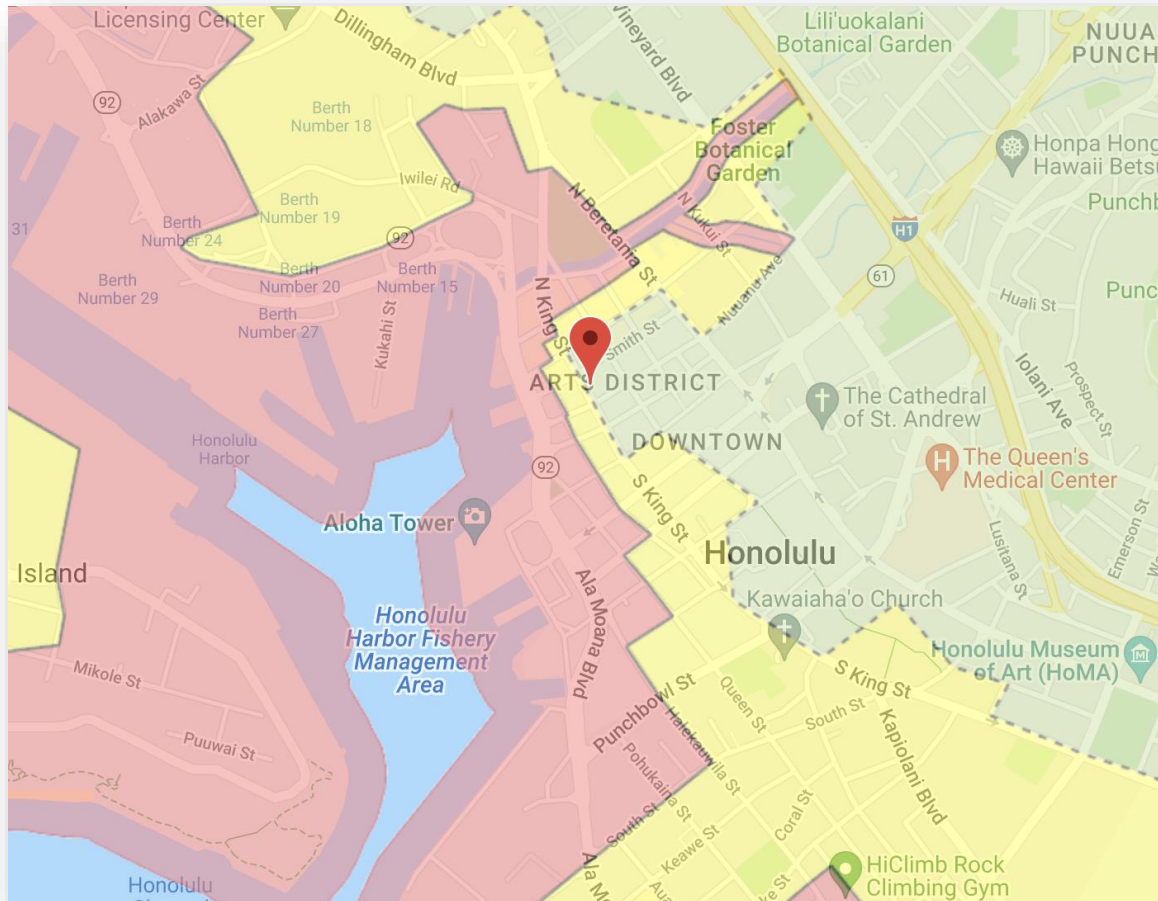 Licensing Center
Dillingham Blvd
Vineyard Blvd
Lili'uokalani
Botanical Garden
NUUA
PUNCH
92
Alakawa St
Berth
Number 18
Foster
Botanical
Garden
Honpa Hong
Hawaii Betsu
Iwilei Rd
N Beretania St
N Kukui St
Punchb
Berth
Number 19
31
Berth
Number 24
92
H1
61
Berth
Number 29
Berth
Number 20
Berth
Number 15
N King St
Nuuanu Ave
Huali St
Punc
Berth
Number 27
Kukahi St
Smith St
Iolani Ave
Prospect St
ARTS DISTRICT
The Cathedral
of St. Andrew
DOWNTOWN
Honolulu
Harbor
92
S King St
The Queen's
Medical Center
Aloha Tower
Lusitana St
Emerson St
Honolulu
Island
Ala Moana Blvd
Kawaiaha'o Church
Honolulu
Harbor Fishery
Management
Area
Honolulu Museum
of Art (HoMA)
Mikole St
S King St
Punchbowl St
Queen St
South St
Kapiolani Blvd
Halekauwila St
Puuwai St
Pohukaina St
Coral St
South St
Keawe St
HiClimb Rock
Climbing Gym
Ala Mo
Aua
ke St
Honolulu